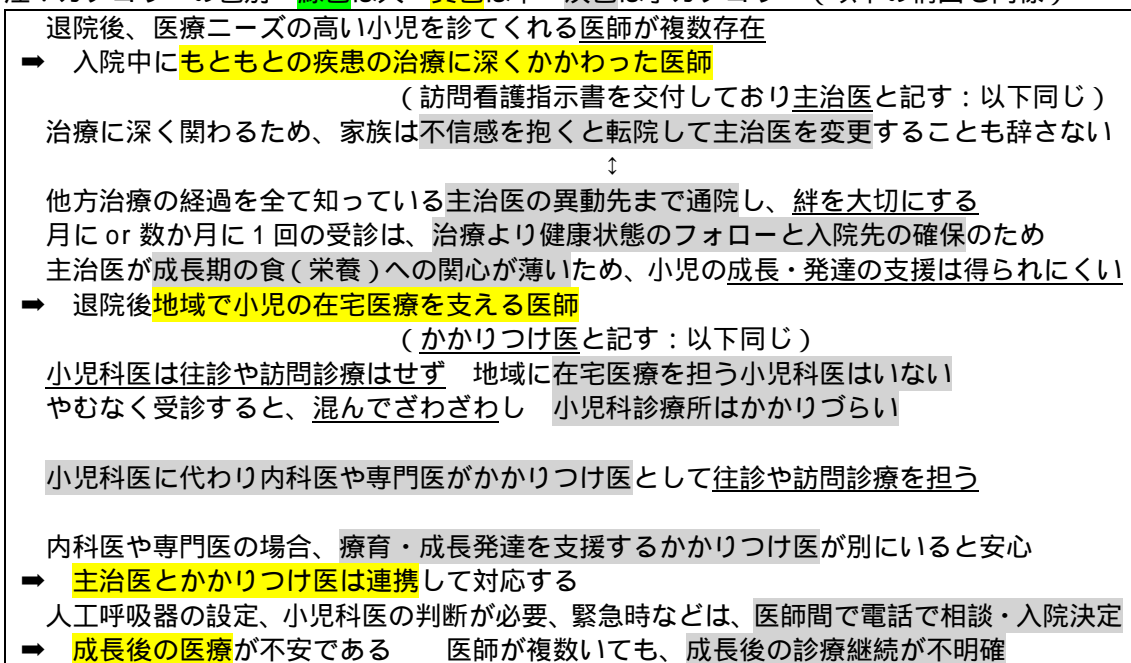 退院後、医療ニーズの高い小児を診てくれる医師が複数存在
➡ 入院中にもともとの疾患の治療に深くかかわった医師
(訪問看護指示書を交付しており主治医と記す:以下同じ)
治療に深く関わるため、家族は不信感を抱くと転院して主治医を変更することも辞さない
↕
他方治療の経過を全て知っている主治医の異動先まで通院し、絆を大切にする
月に or 数か月に1回の受診は、治療より健康状態のフォローと入院先の確保のため
主治医が成長期の食(栄養)への関心が薄いため、小児の成長・発達の支援は得られにくい
➡ 退院後地域で小児の在宅医療を支える医師
(かかりつけ医と記す:以下同じ)
小児科医は往診や訪問診療はせず 地域に在宅医療を担う小児科医はいない
やむなく受診すると、混んでざわざわし 小児科診療所はかかりづらい
小児科医に代わり内科医や専門医がかかりつけ医として往診や訪問診療を担う
内科医や専門医の場合、療育・成長発達を支援するかかりつけ医が別にいると安心
➡ 主治医とかかりつけ医は連携して対応する
人工呼吸器の設定、小児科医の判断が必要、緊急時などは、医師間で電話で相談・入院決定
➡ 成長後の医療が不安である 医師が複数いても、成長後の診療継続が不明確